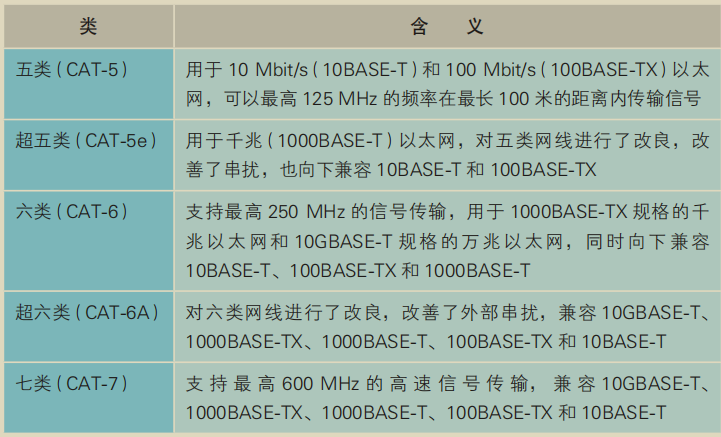 类 含 义
五类(CAT-5) 用于 10 Mbit/s(10BASE-T)和 100 Mbit/s(100BASE-TX)以太
网，可以最高 125 MHz 的频率在最长 100 米的距离内传输信号
超五类(CAT-5e) 用于千兆(1000BASE-T)以太网，对五类网线进行了改良，改
善了串扰，也向下兼容 10BASE-T 和 100BASE-TX
六类(CAT-6) 支持最高 250 MHz 的信号传输，用于 1000BASE-TX 规格的千
兆以太网和 10GBASE-T 规格的万兆以太网，同时向下兼容
10BASE-T、100BASE-TX 和 1000BASE-T
超六类(CAT-6A) 对六类网线进行了改良，改善了外部串扰，兼容 10GBASE-T、
1000BASE-TX、1000BASE-T、100BASE-TX 和 10BASE-T
七类(CAT-7) 支持最高 600 MHz 的高速信号传输，兼容 10GBASE-T、
1000BASE-TX、1000BASE-T、100BASE-TX 和 10BASE-T